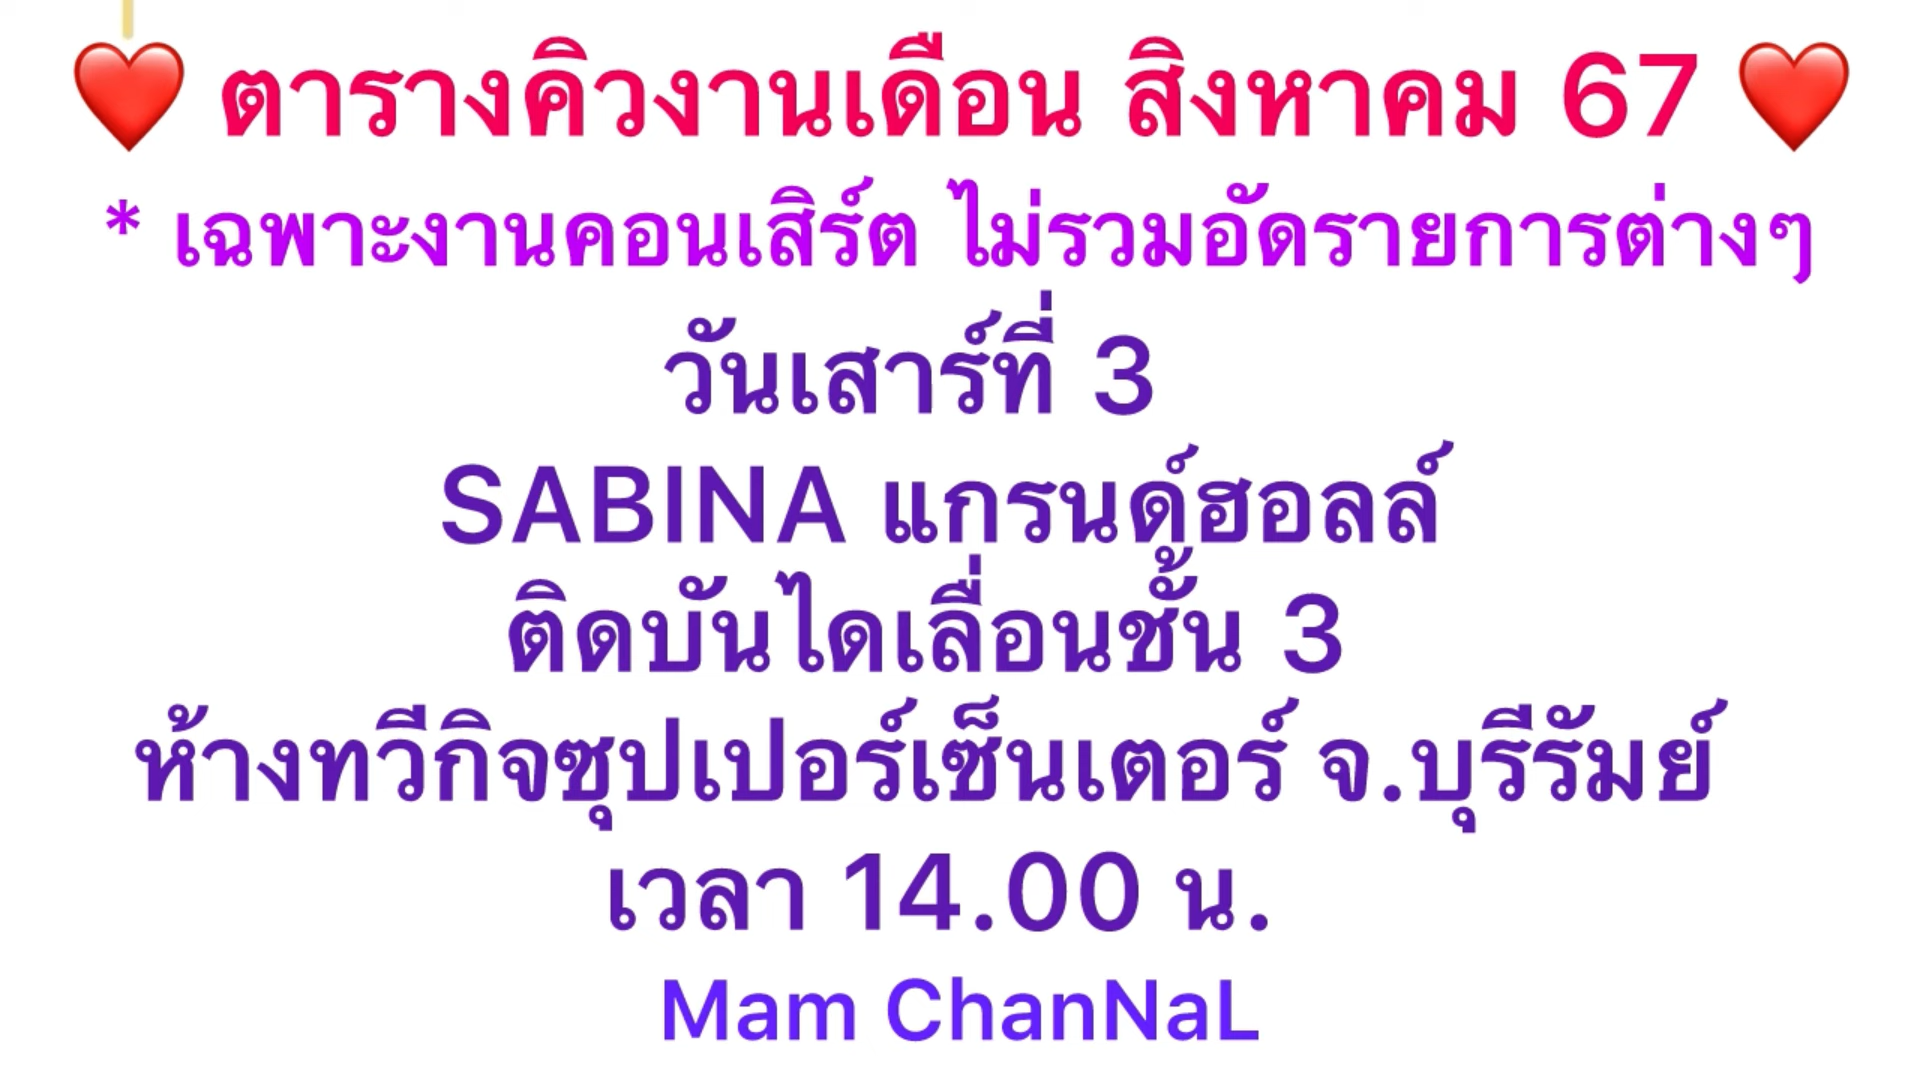 ❤️ ตารางคิวงานเดือน สิงหาคม 67 ❤️
* เฉพาะงานคอนเสิร์ต ไม่รวมอัดรายการต่างๆ
วันเสาร์ที่ 3
SABINA แกรนด์ฮอลล์
ติดบันไดเลื่อนชั้น 3
ห้างทวีกิจซุปเปอร์เซ็นเตอร์ จ.บุรีรัมย์
เวลา 14.00 น.
Mam ChanNaL